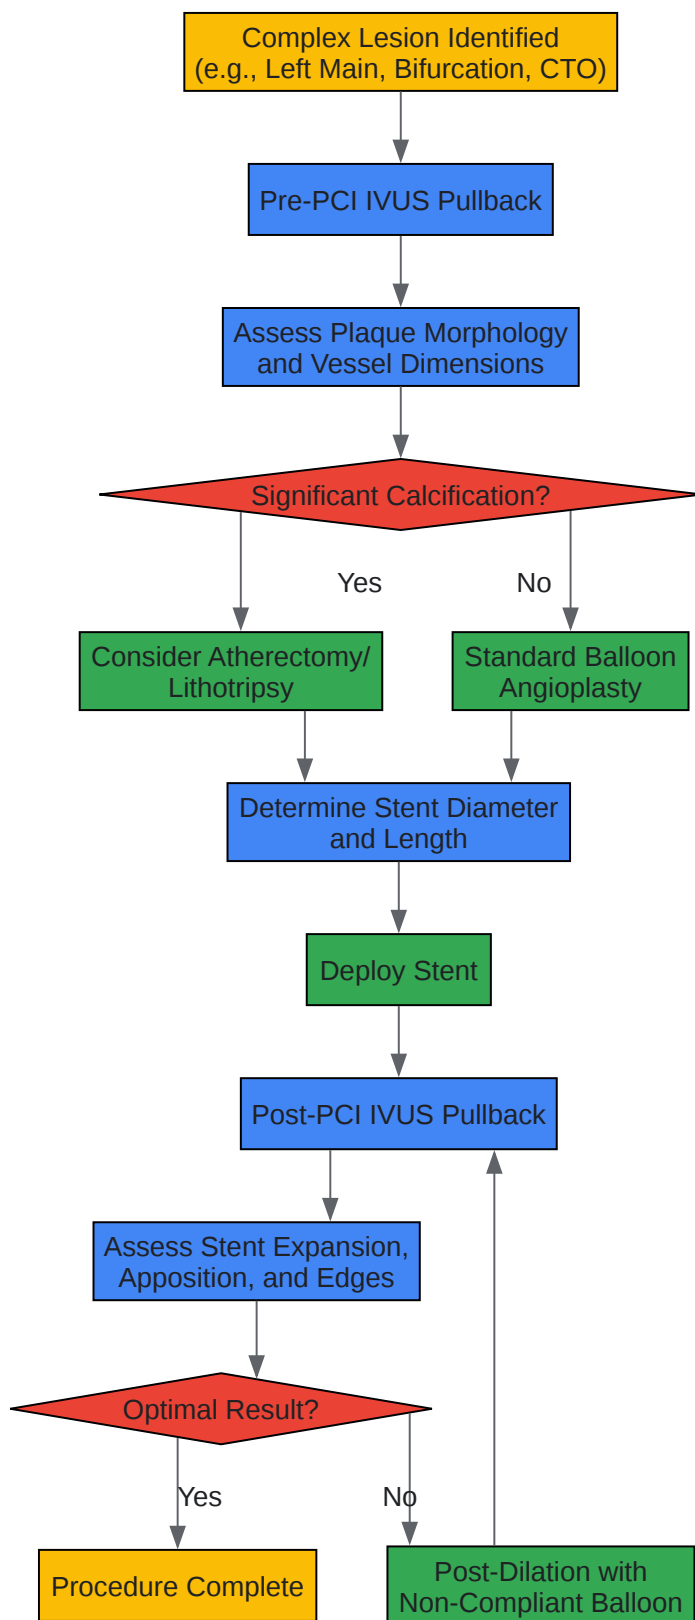 Complex Lesion Identified
(e.g., Left Main, Bifurcation, CTO)
Pre-PCI IVUS Pullback
Assess Plaque Morphology
and Vessel Dimensions
Significant Calcification?
Yes
No
Consider Atherectomy/
Lithotripsy
Standard Balloon
Angioplasty
Determine Stent Diameter
and Length
Deploy Stent
Post-PCI IVUS Pullback
Assess Stent Expansion,
Apposition, and Edges
Optimal Result?
Yes
No
Procedure Complete
Post-Dilation with
Non-Compliant Balloon